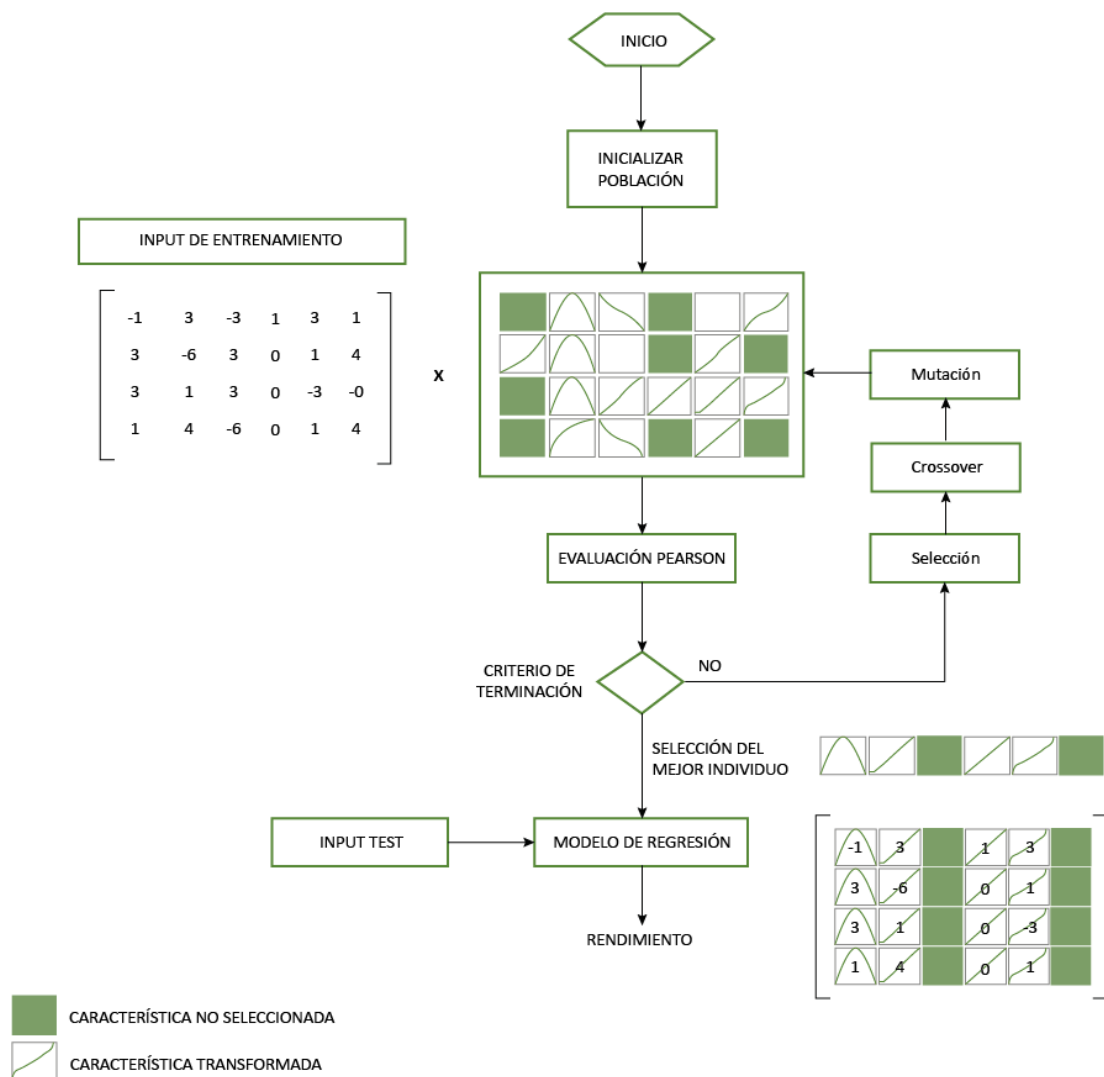 INICIO
INICIALIZAR
POBLACIÓN
INPUT DE ENTRENAMIENTO
-1 3 -3 1 3 1
3 -6 3 0 1 4
3 1 3 0 -3 -0
1 4 -6 0 1 4
X
Mutación
Crossover
Selección
EVALUACIÓN PEARSON
CRITERIO DE
TERMINACIÓN
NO
SELECCIÓN DEL
MEJOR INDIVIDUO
INPUT TEST
MODELO DE REGRESIÓN
RENDIMIENTO
-1 3 1 3
3 -6 0 1
3 1 0 -3
1 4 0 1
CARACTERÍSTICA NO SELECCIONADA
CARACTERÍSTICA TRANSFORMADA